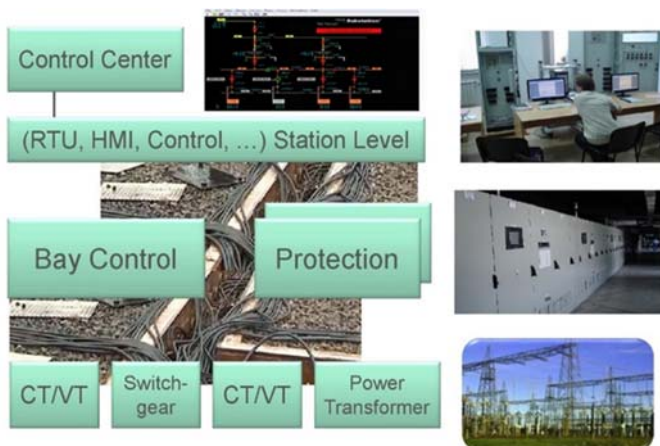 Control Center
(RTU, HMI, Control, ...) Station Level
Bay Control
Protection
CT/VT
Switch-
gear
CT/VT
Power
Transformer